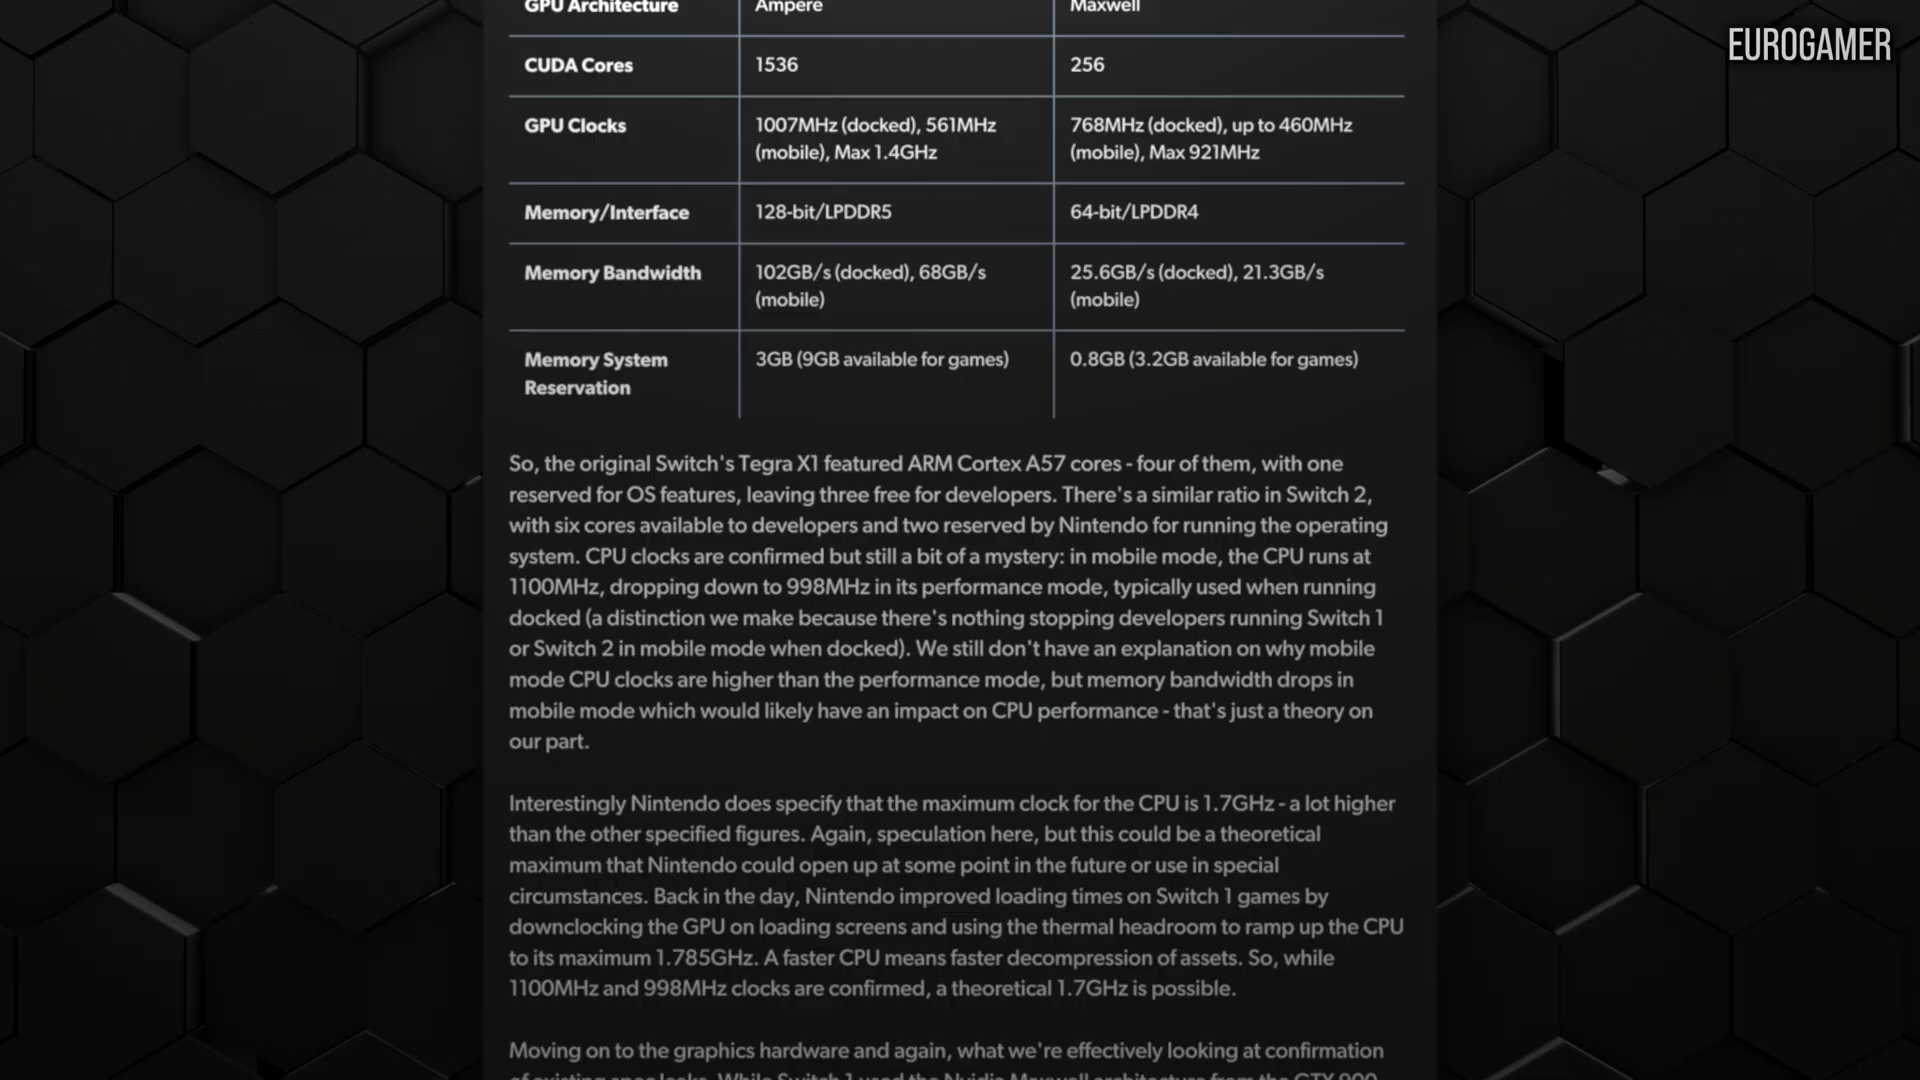 EUROGAMER
GPU Architecture Ampere Maxwell
CUDA Cores 1536 256
GPU Clocks 1007MHz (docked), 561MHz 768MHz (docked), up to 460MHz
(mobile), Max 1.4GHz (mobile), Max 921MHz
Memory/Interface 128-bit/LPDDR5 64-bit/LPDDR4
Memory Bandwidth 102GB/s (docked), 68GB/s 25.6GB/s (docked), 21.3GB/s
(mobile) (mobile)
Memory System 3GB (9GB available for games) 0.8GB (3.2GB available for games)
Reservation
So, the original Switch's Tegra X1 featured ARM Cortex A57 cores - four of them, with one
reserved for OS features, leaving three free for developers. There's a similar ratio in Switch 2,
with six cores available to developers and two reserved by Nintendo for running the operating
system. CPU clocks are confirmed but still a bit of a mystery: in mobile mode, the CPU runs at
1100MHz, dropping down to 998MHz in its performance mode, typically used when running
docked (a distinction we make because there's nothing stopping developers running Switch 1
or Switch 2 in mobile mode when docked). We still don't have an explanation on why mobile
mode CPU clocks are higher than the performance mode, but memory bandwidth drops in
mobile mode which would likely have an impact on CPU performance - that's just a theory on
our part.
Interestingly Nintendo does specify that the maximum clock for the CPU is 1.7GHz - a lot higher
than the other specified figures. Again, speculation here, but this could be a theoretical
maximum that Nintendo could open up at some point in the future or use in special
circumstances. Back in the day, Nintendo improved loading times on Switch 1 games by
downclocking the GPU on loading screens and using the thermal headroom to ramp up the CPU
to its maximum 1.785GHz. A faster CPU means faster decompression of assets. So, while
1100MHz and 998MHz clocks are confirmed, a theoretical 1.7GHz is possible.
Moving on to the graphics hardware and again, what we're effectively looking at confirmation
of existing spec leaks. While Switch 1 used the Nvidia Maxwell architecture from the GTX 900